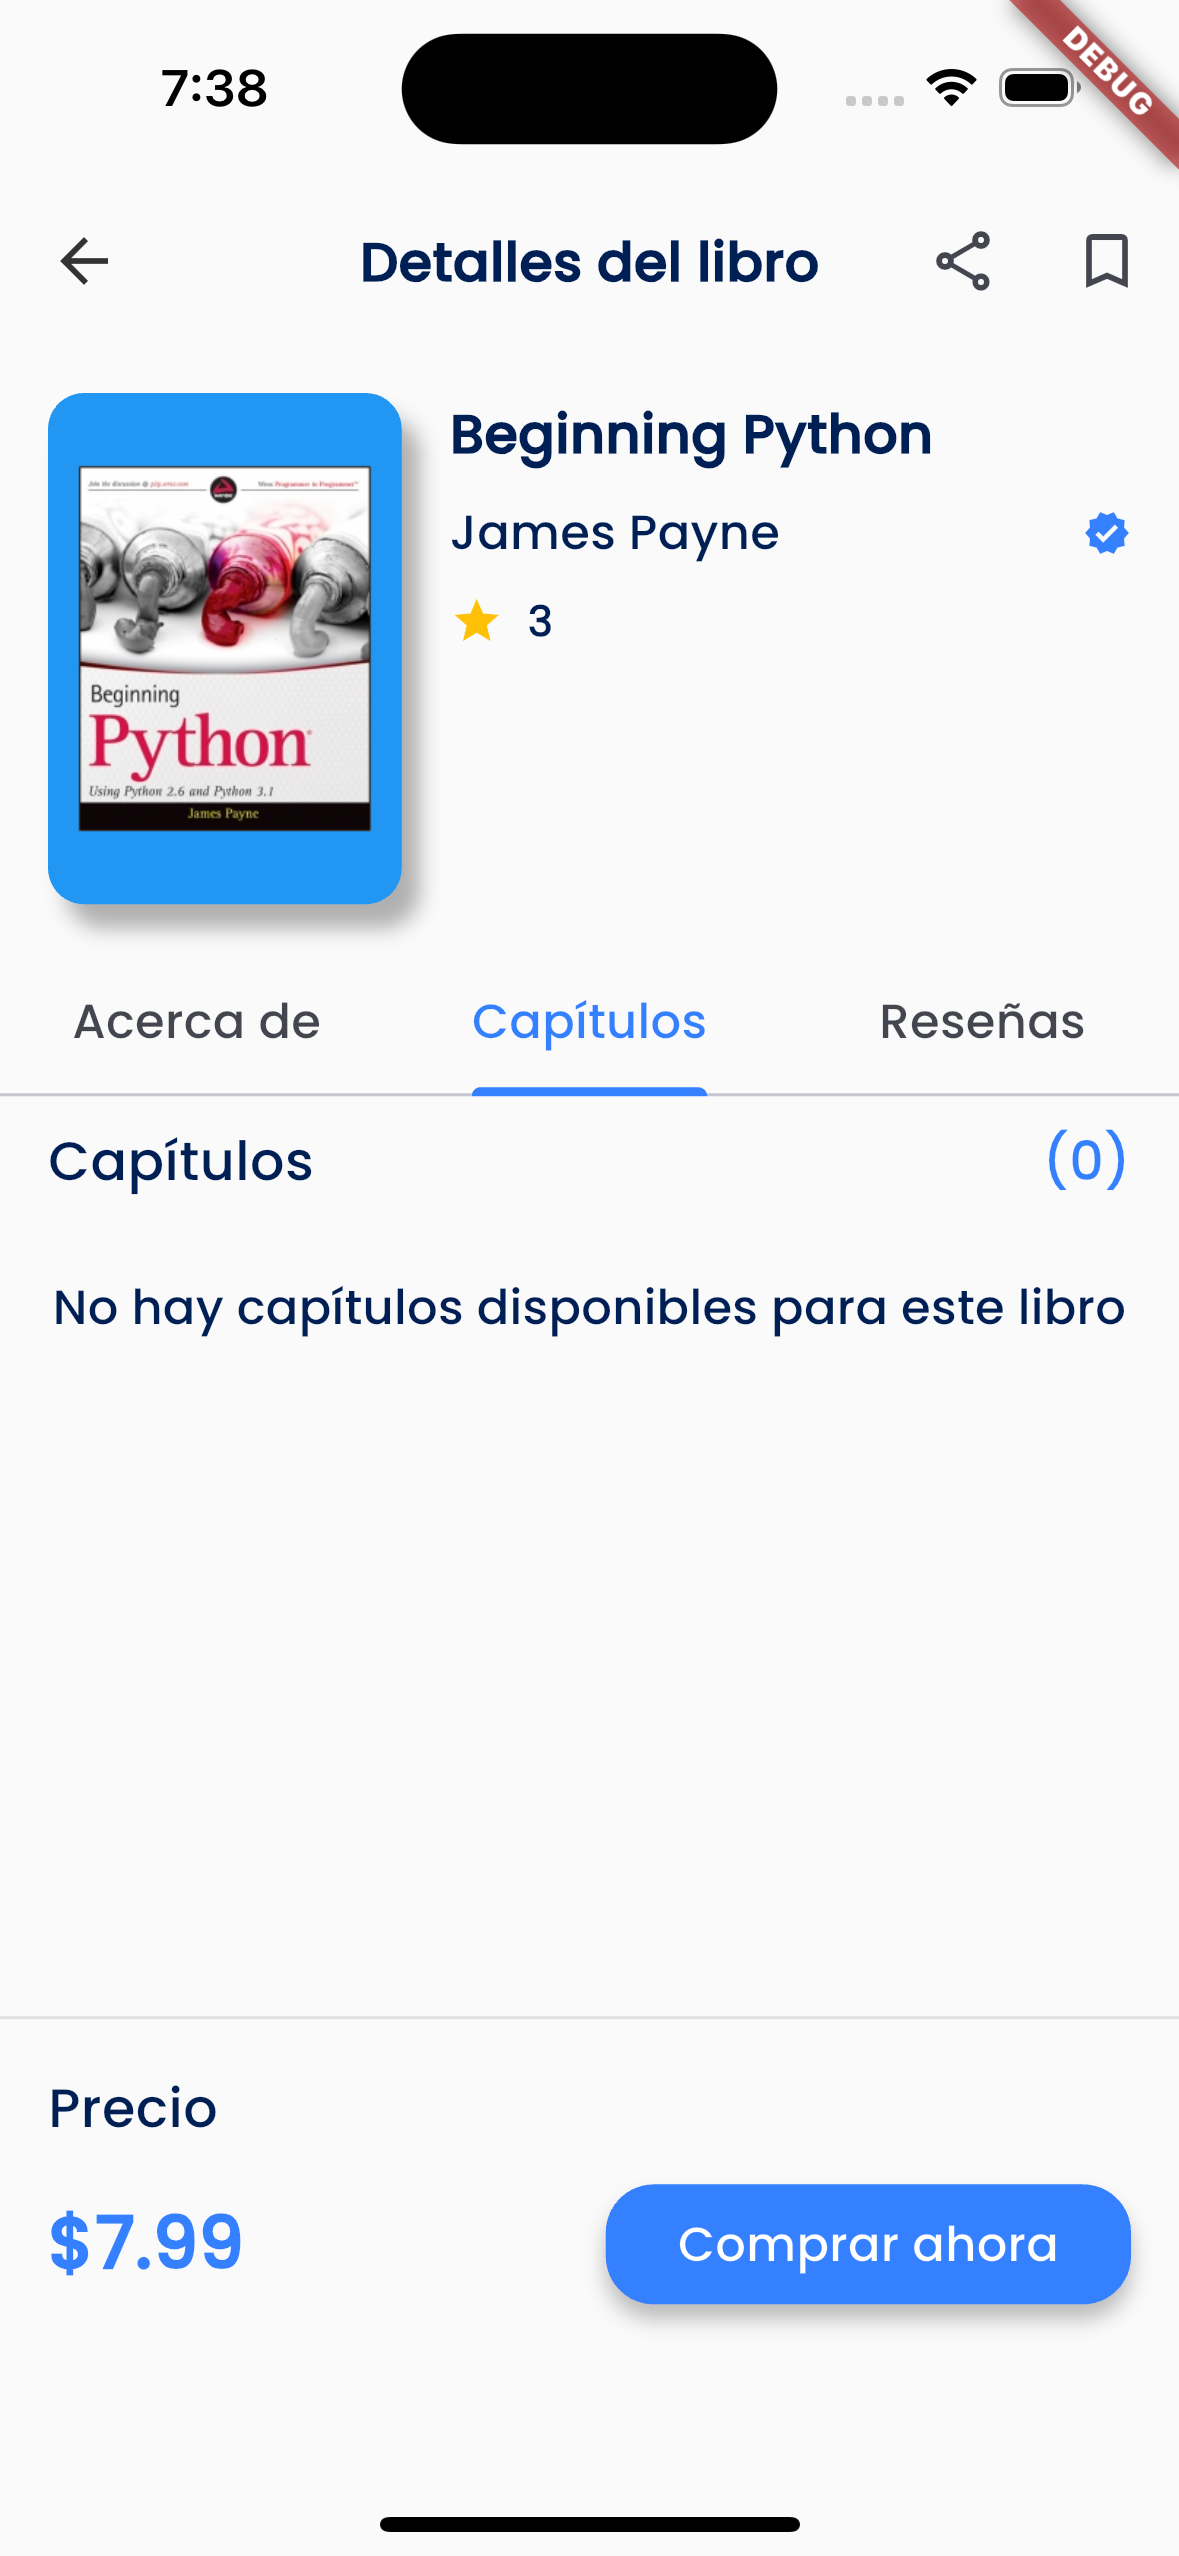 7:38
DEBUG
Detalles del libro
Join the discussion @ p2p.wrox.com
Wrox Programmer to Programmer™
Beginning
Python
Using Python 2.6 and Python 3.1
James Payne
Beginning Python
James Payne
3
Acerca de
Capítulos
Reseñas
Capítulos
(0)
No hay capítulos disponibles para este libro
Precio
$7.99
Comprar ahora